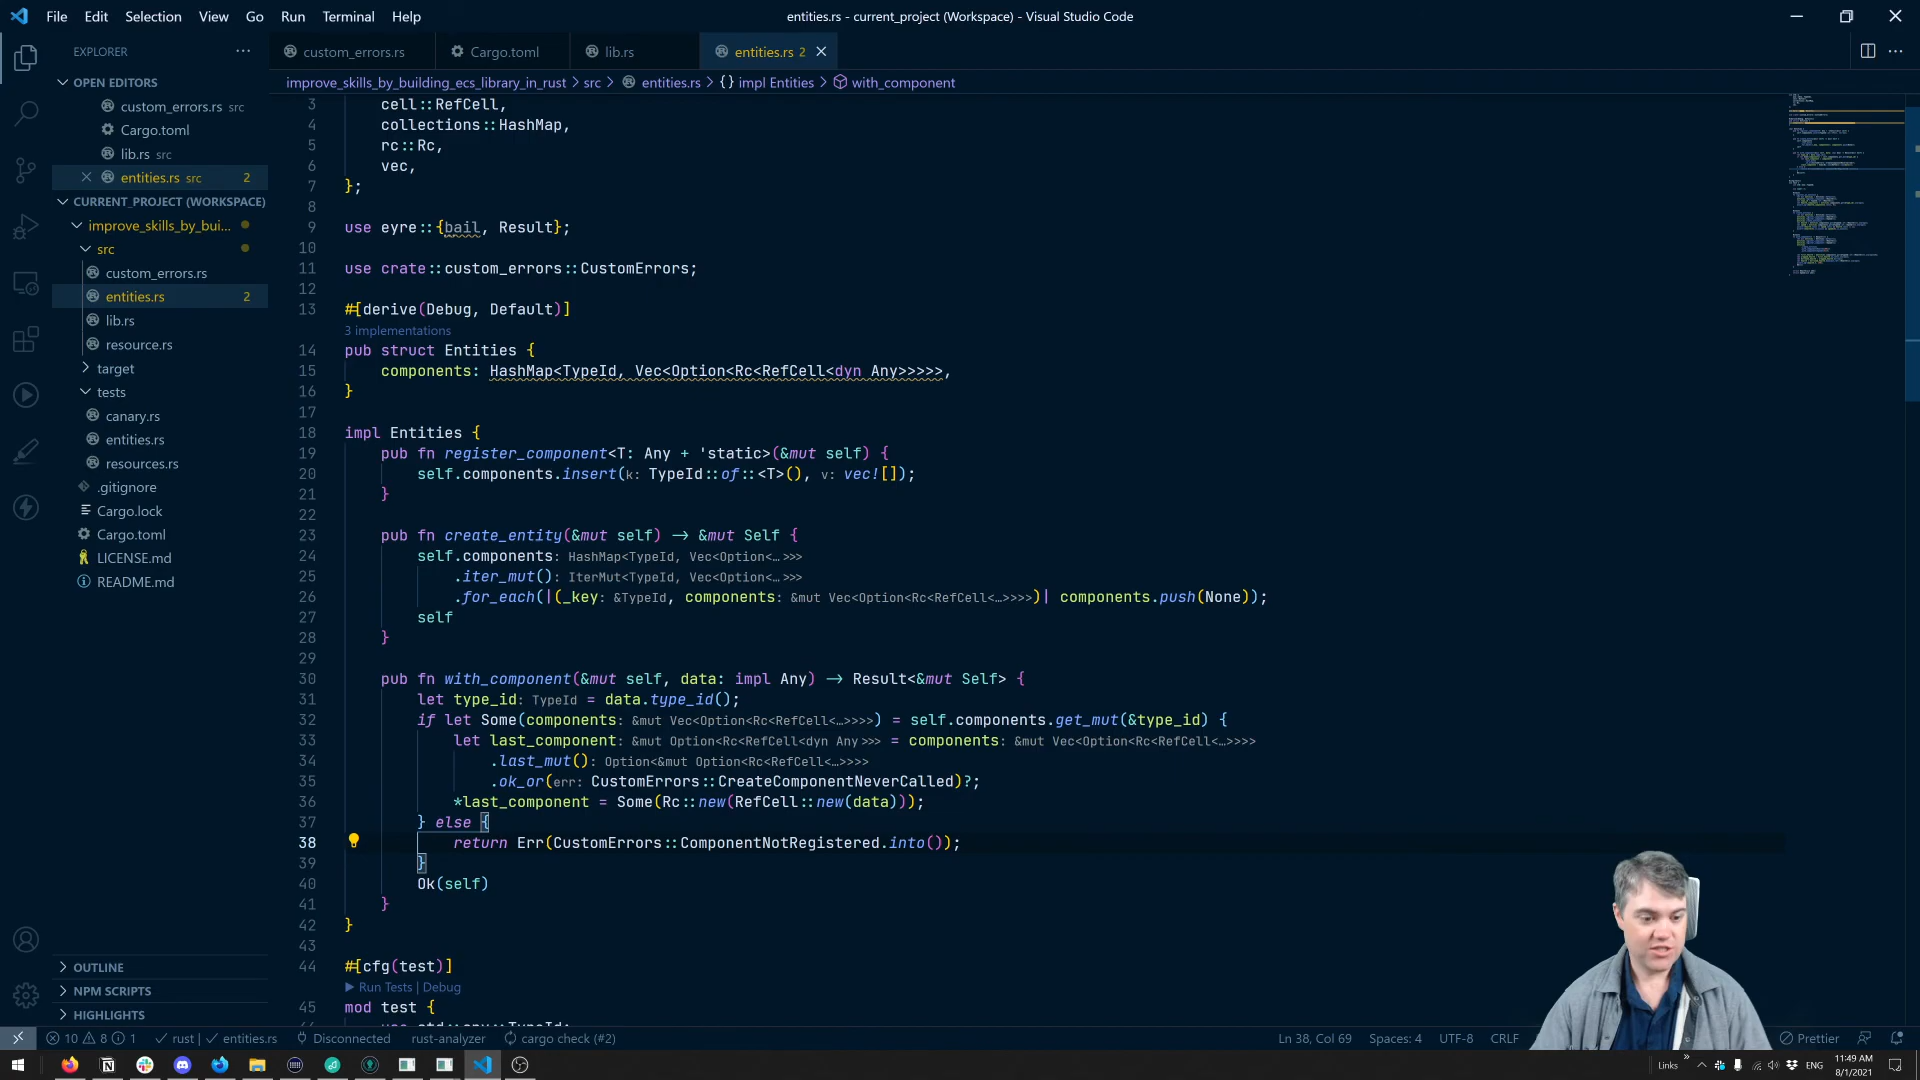 File Edit Selection View Go Run Terminal Help
entities.rs - current_project (Workspace) - Visual Studio Code
EXPLORER
custom_errors.rs
Cargo.toml
lib.rs
entities.rs 2
OPEN EDITORS
custom_errors.rs src
Cargo.toml
lib.rs src
entities.rs src 2
CURRENT_PROJECT (WORKSPACE)
improve_skills_by_bui...
src
custom_errors.rs
entities.rs 2
lib.rs
resource.rs
target
tests
canary.rs
entities.rs
resources.rs
.gitignore
Cargo.lock
Cargo.toml
LICENSE.md
README.md
OUTLINE
NPM SCRIPTS
HIGHLIGHTS
improve_skills_by_building_ecs_library_in_rust > src > entities.rs > {} impl Entities > with_component
3 cell::RefCell,
4 collections::HashMap,
5 rc::Rc,
6 vec,
7 };
8
9 use eyre::{bail, Result};
10
11 use crate::custom_errors::CustomErrors;
12
13 #[derive(Debug, Default)]
3 implementations
14 pub struct Entities {
15 components: HashMap<TypeId, Vec<Option<Rc<RefCell<dyn Any>>>>>,
16 }
17
18 impl Entities {
19 pub fn register_component<T: Any + 'static>(&mut self) {
20 self.components.insert(k: TypeId::of::<T>(), v: vec![]);
21 }
22
23 pub fn create_entity(&mut self) -> &mut Self {
24 self.components: HashMap<TypeId, Vec<Option<…>>>
25 .iter_mut(): IterMut<TypeId, Vec<Option<…>>>
26 .for_each(|(_key: &TypeId, components: &mut Vec<Option<Rc<RefCell<…>>>>)| components.push(None));
27 self
28 }
29
30 pub fn with_component(&mut self, data: impl Any) -> Result<&mut Self> {
31 let type_id: TypeId = data.type_id();
32 if let Some(components: &mut Vec<Option<Rc<RefCell<…>>>>) = self.components.get_mut(&type_id) {
33 let last_component: &mut Option<Rc<RefCell<dyn Any>>> = components: &mut Vec<Option<Rc<RefCell<…>>>>
34 .last_mut(): Option<&mut Option<Rc<RefCell<…>>>>
35 .ok_or(err: CustomErrors::CreateComponentNeverCalled)?;
36 *last_component = Some(Rc::new(RefCell::new(data)));
37 } else {
38 return Err(CustomErrors::ComponentNotRegistered.into());
39 }
40 Ok(self)
41 }
42 }
43
44 #[cfg(test)]
Run Tests | Debug
45 mod test {
10 8 1 rust | entities.rs Disconnected rust-analyzer cargo check (#2) Ln 38, Col 69 Spaces: 4 UTF-8 CRLF Prettier
Links » ENG 11:49 AM
8/1/2021